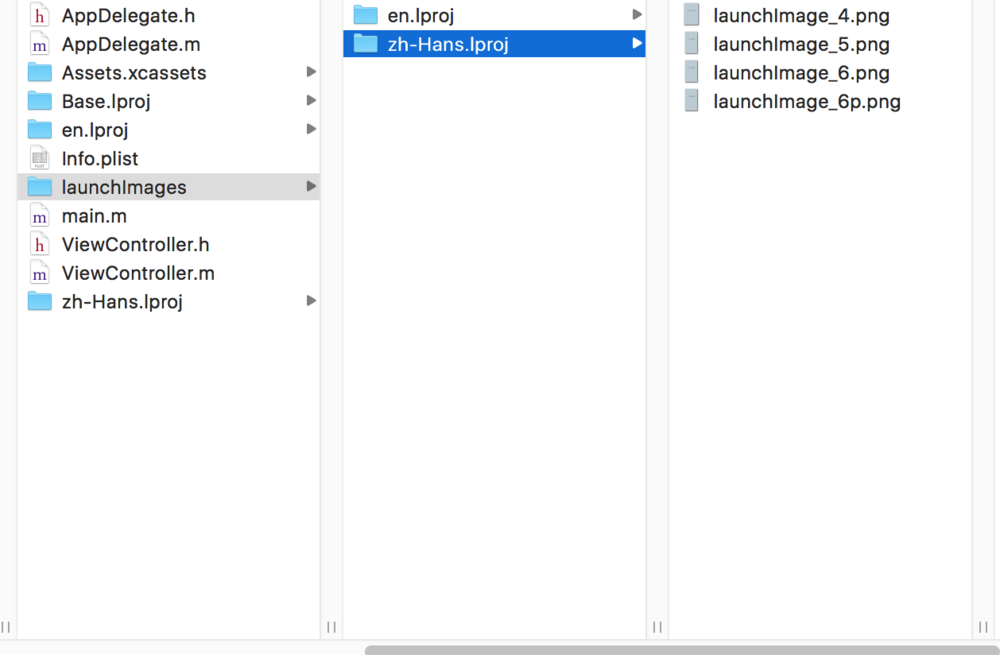 AppDelegate.h
AppDelegate.m
Assets.xcassets
Base.lproj
en.lproj
Info.plist
launchImages
main.m
ViewController.h
ViewController.m
zh-Hans.lproj
en.lproj
zh-Hans.lproj
launchImage_4.png
launchImage_5.png
launchImage_6.png
launchImage_6p.png